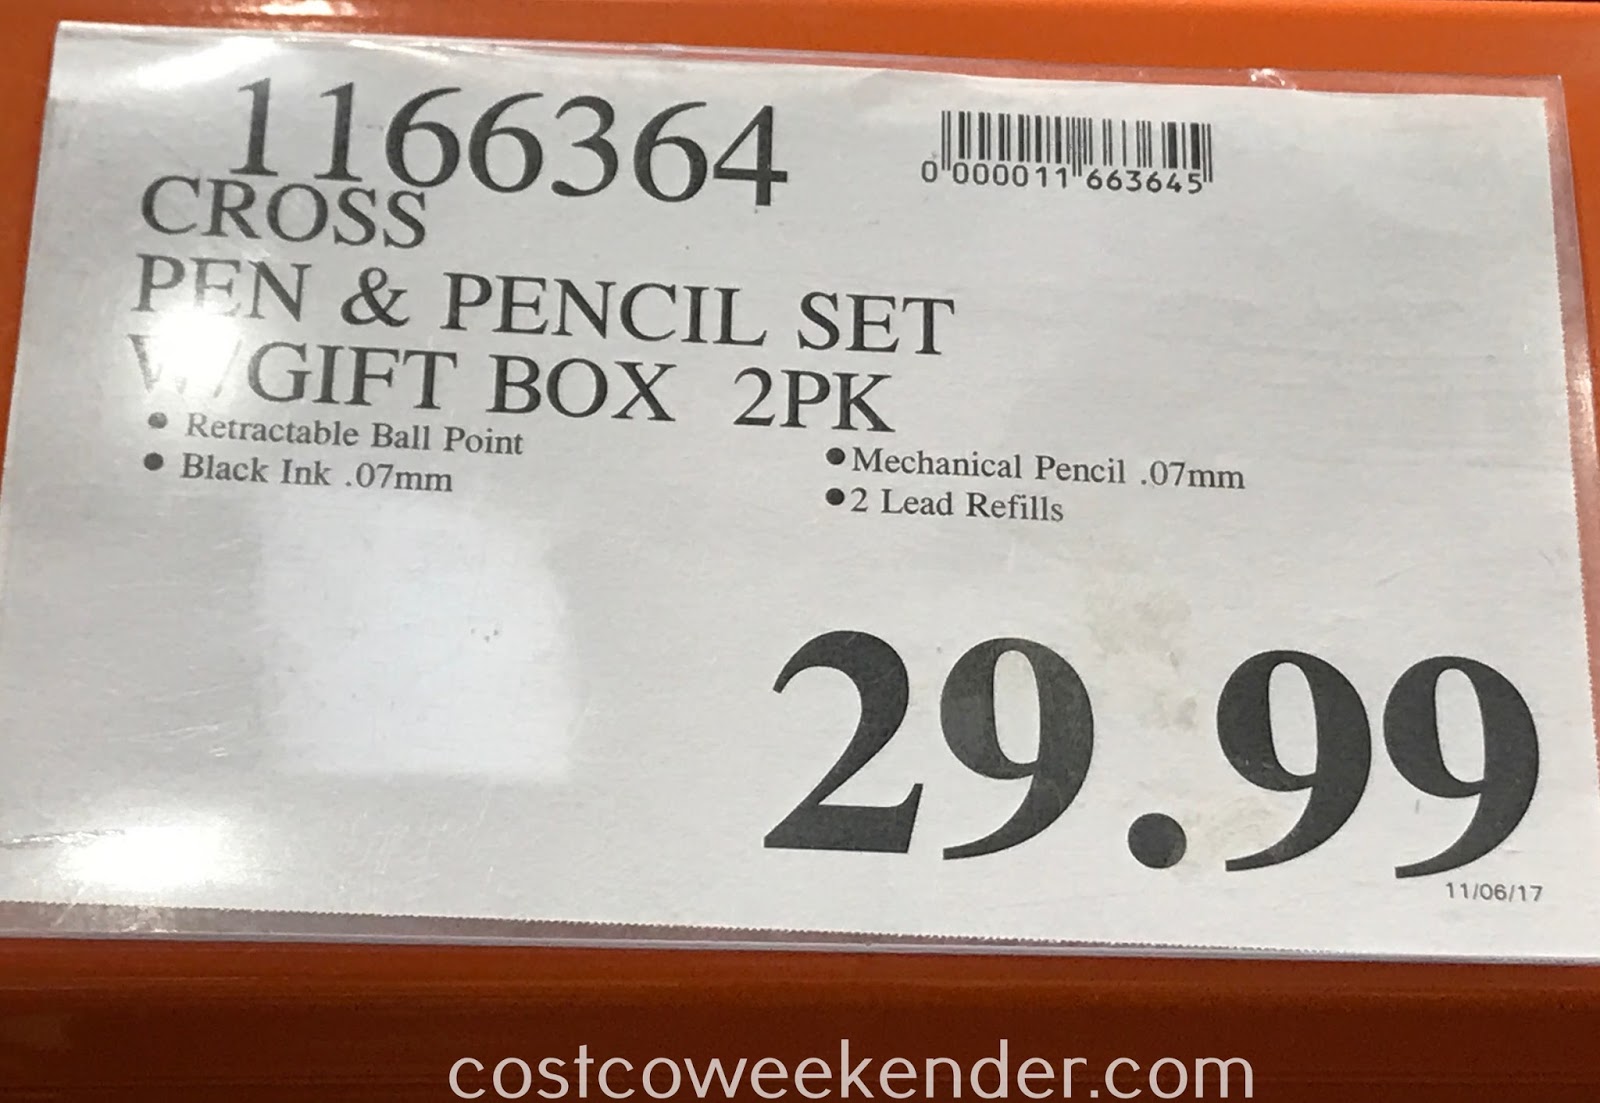 1166364
0 000011 663645
CROSS
PEN & PENCIL SET
W/GIFT BOX 2PK
• Retractable Ball Point
• Black Ink .07mm
• Mechanical Pencil .07mm
• 2 Lead Refills
29.99
11/06/17
costcoweekender.com